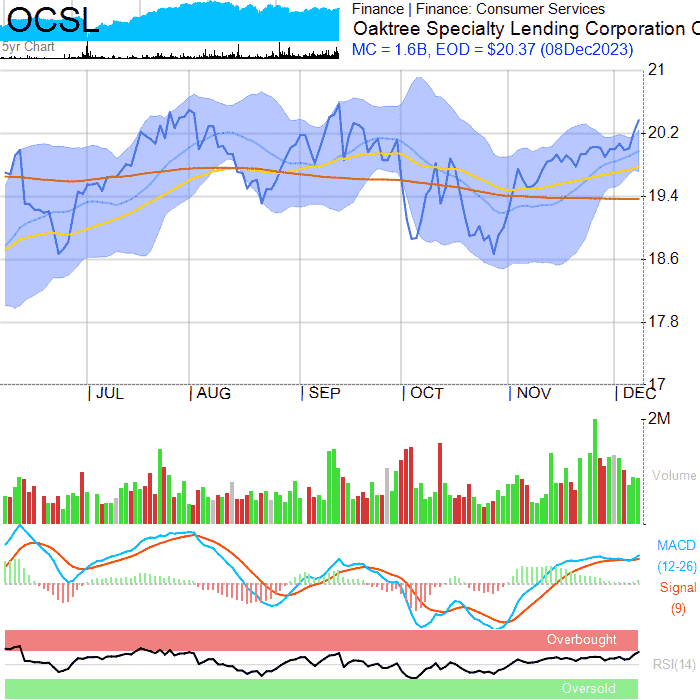 OCSL
5yr Chart
Finance | Finance: Consumer Services
Oaktree Specialty Lending Corporation C
MC = 1.6B, EOD = $20.37 (08Dec2023)
21
20.2
19.4
18.6
17.8
17
JUL AUG SEP OCT NOV DEC
2M
Volume
MACD
(12-26)
Signal
(9)
Overbought
RSI(14)
Oversold